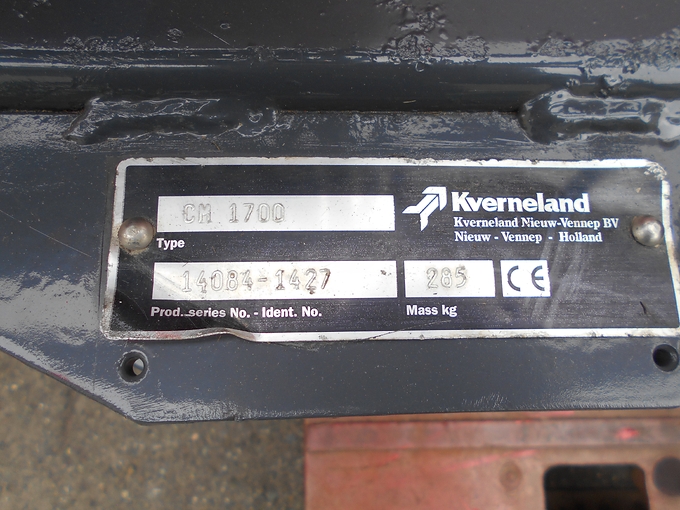 CM 1700
Type
Kverneland
Kverneland Nieuw-Vennep BV
Nieuw - Vennep - Holland
14084-1427
285
CE
Prod. series No. - Ident. No.
Mass kg